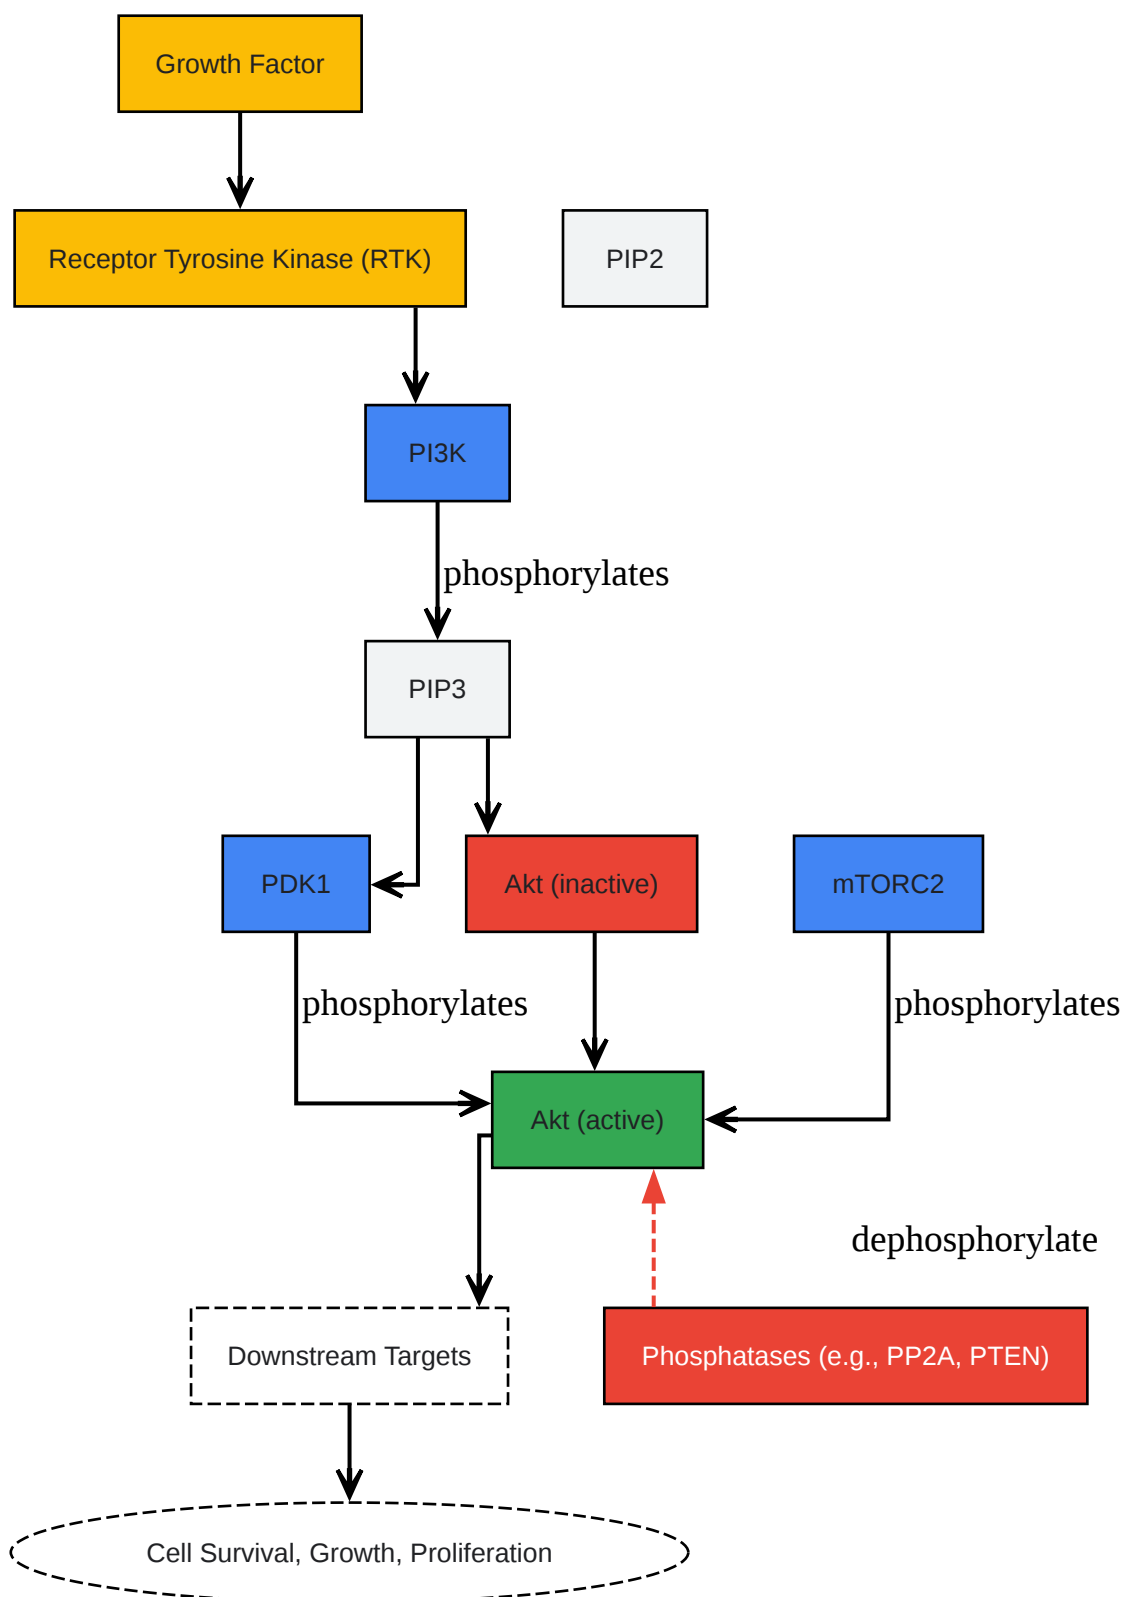 Growth Factor
Receptor Tyrosine Kinase (RTK)
PIP2
PI3K
phosphorylates
PIP3
PDK1
Akt (inactive)
mTORC2
phosphorylates
phosphorylates
Akt (active)
dephosphorylate
Downstream Targets
Phosphatases (e.g., PP2A, PTEN)
Cell Survival, Growth, Proliferation